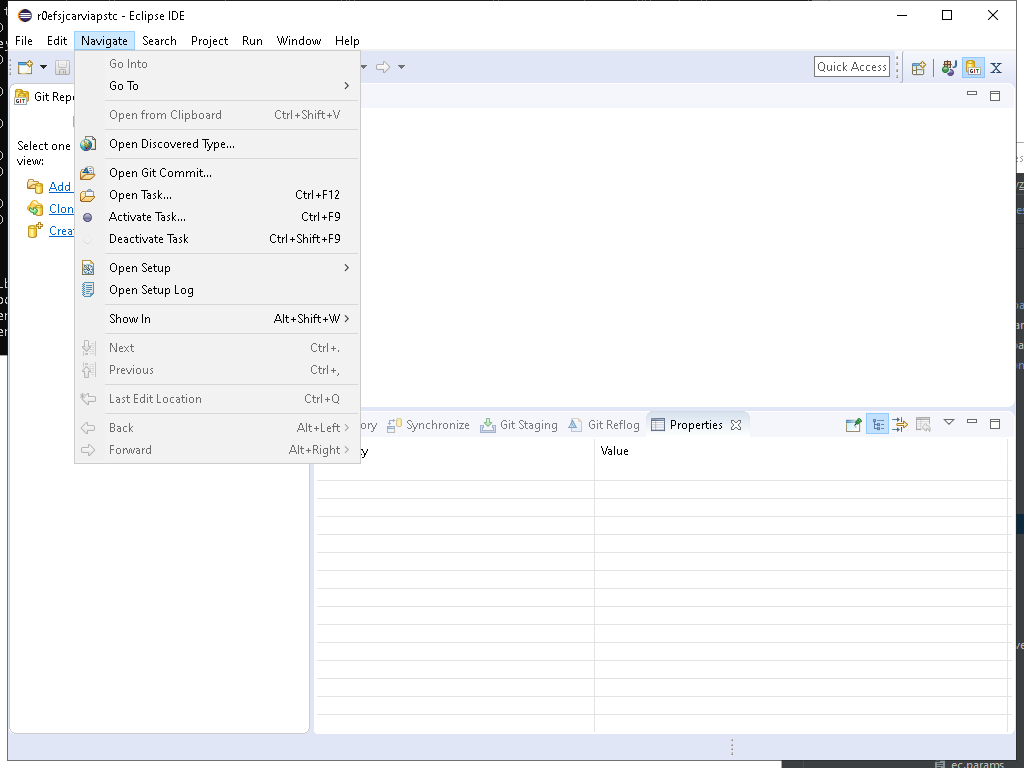 r0efsjcarviapstc - Eclipse IDE
File Edit Navigate Search Project Run Window Help
Quick Access
GIT
Git
Go Into
Go To
Open from Clipboard Ctrl+Shift+V
Open Discovered Type...
Open Git Commit...
Open Task... Ctrl+F12
Activate Task... Ctrl+F9
Deactivate Task Ctrl+Shift+F9
Open Setup
Open Setup Log
Show In Alt+Shift+W
Next Ctrl+.
Previous Ctrl+,
Last Edit Location Ctrl+Q
Back Alt+Left
Forward Alt+Right
Select one
view:
Add
Synchronize Git Staging Git Reflog Properties
Value
ec.params